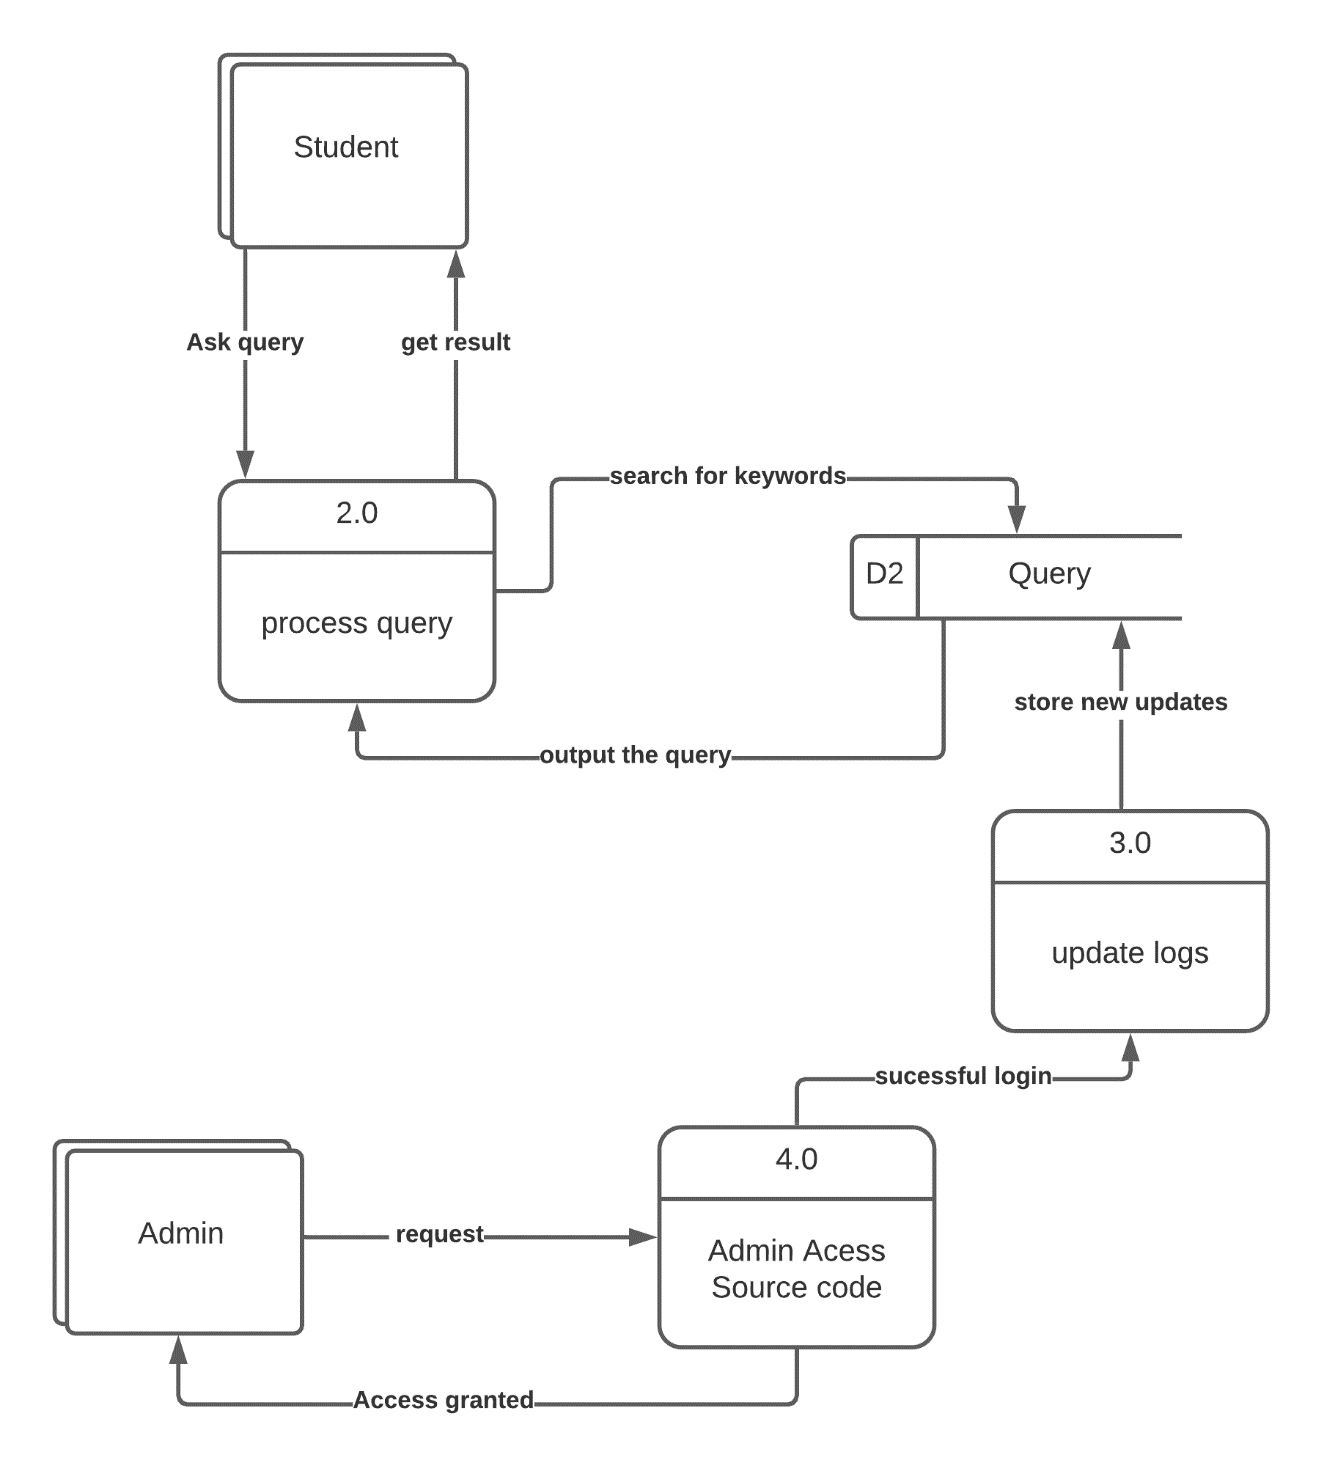 Student
Ask query
get result
2.0
process query
search for keywords
D2
Query
output the query
store new updates
3.0
update logs
sucessful login
4.0
Admin Acess
Source code
Admin
request
Access granted